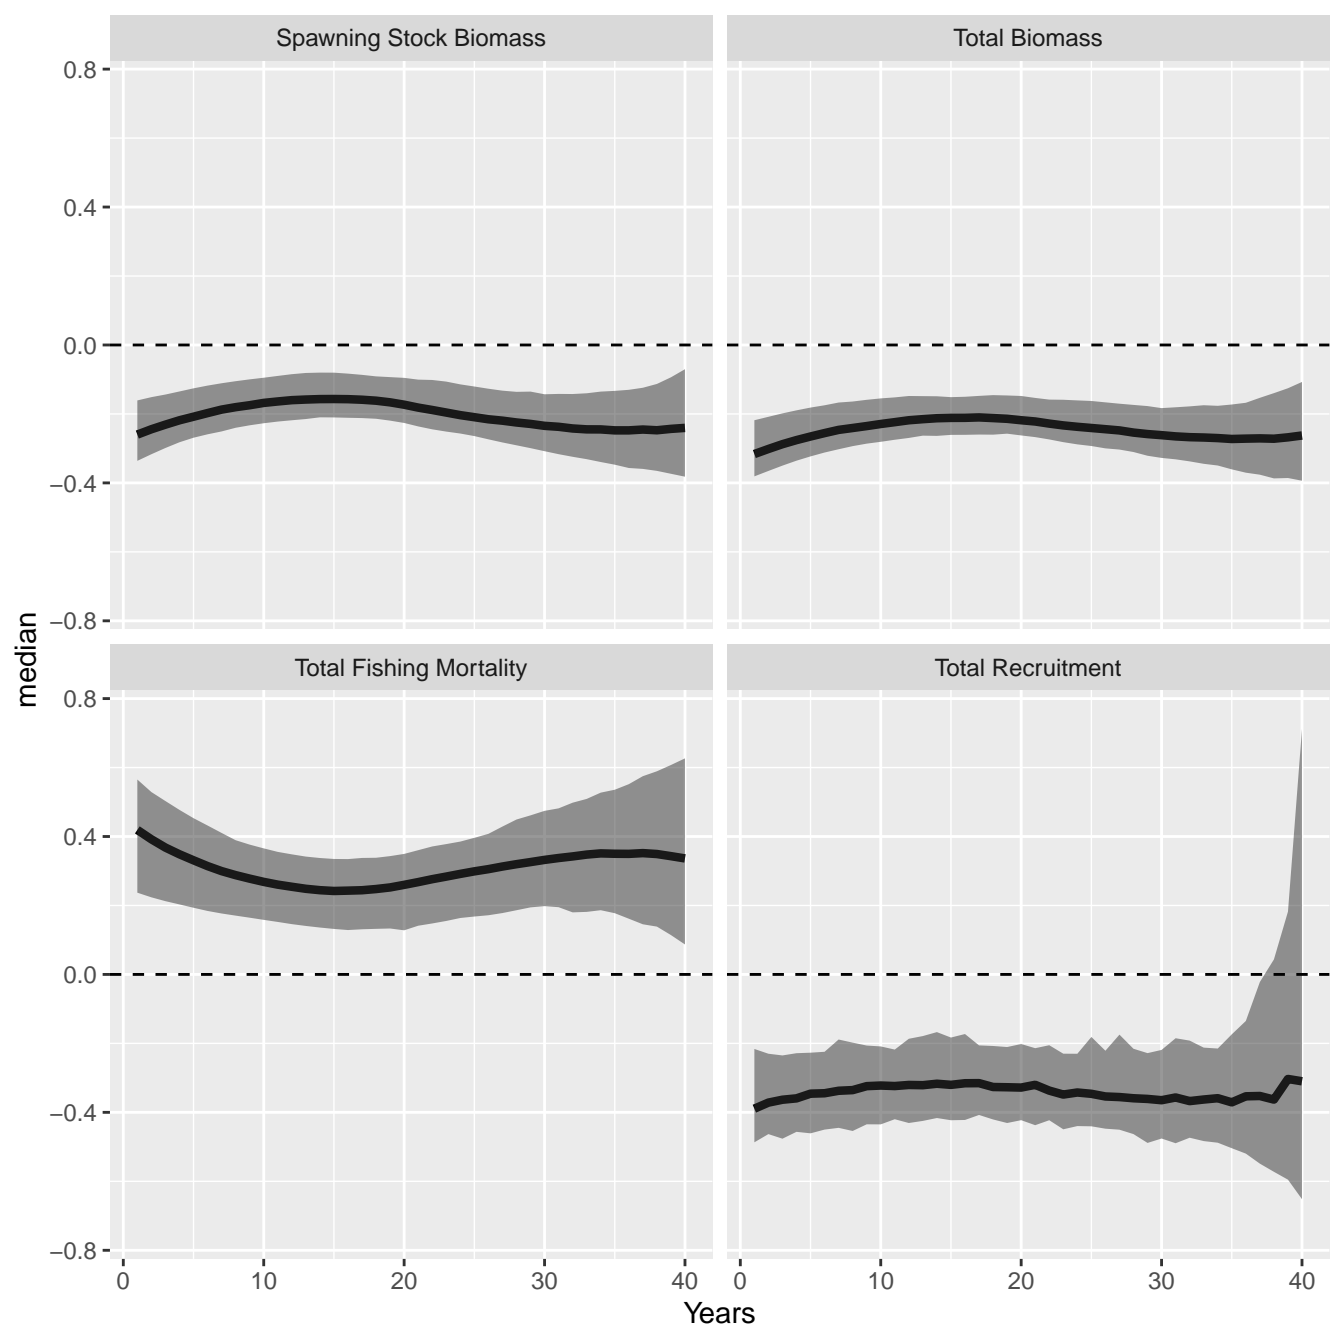 Spawning Stock Biomass
Total Biomass
0.8
0.4
0.0
−0.4
−0.8
median
Total Fishing Mortality
Total Recruitment
0.8
0.4
0.0
−0.4
−0.8
0 10 20 30 40
0 10 20 30 40
Years